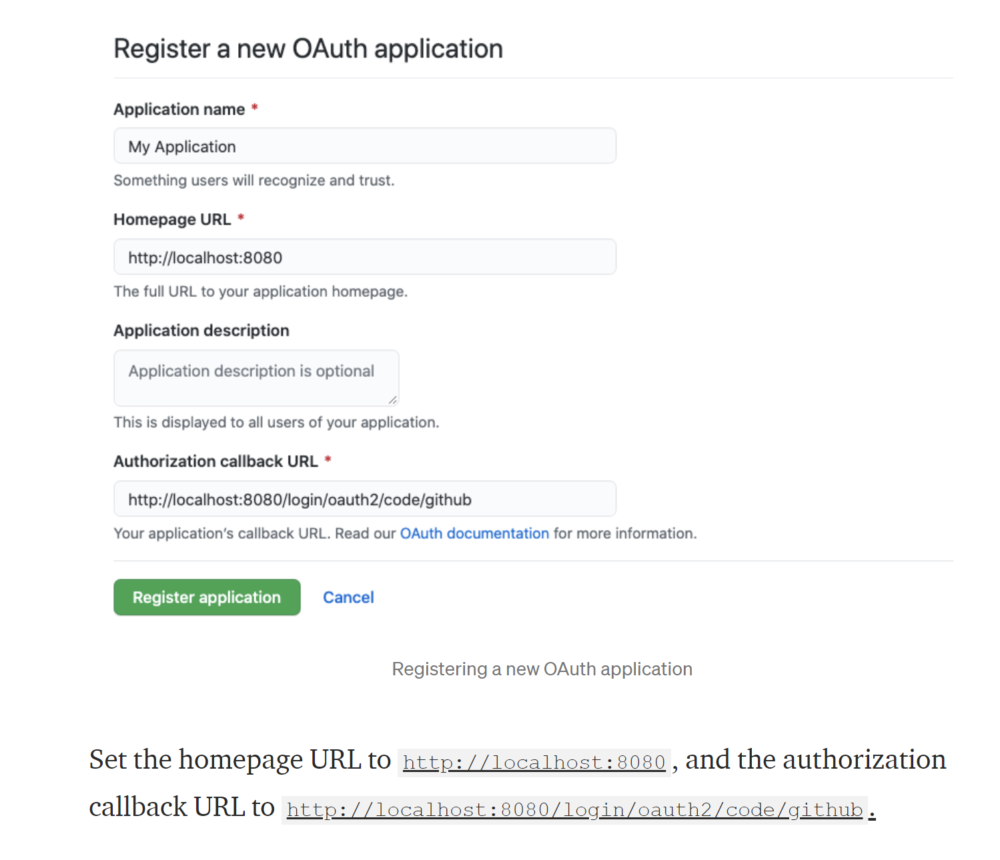 Register a new OAuth application
Application name *
My Application
Something users will recognize and trust.
Homepage URL *
http://localhost:8080
The full URL to your application homepage.
Application description
Application description is optional
This is displayed to all users of your application.
Authorization callback URL *
http://localhost:8080/login/oauth2/code/github
Your application’s callback URL. Read our OAuth documentation for more information.
Register application Cancel
Registering a new OAuth application
Set the homepage URL to http://localhost:8080, and the authorization
callback URL to http://localhost:8080/login/oauth2/code/github.